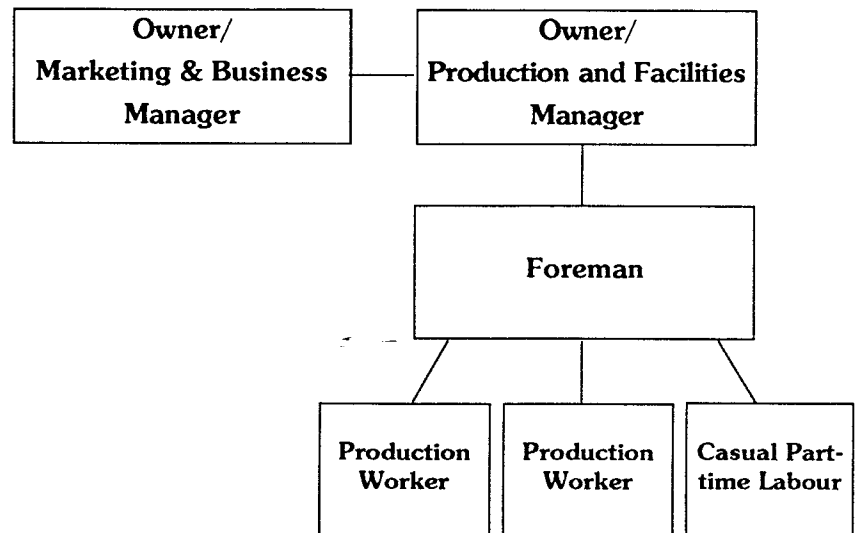 Owner/
Marketing & Business
Manager
Owner/
Production and Facilities
Manager
Foreman
Production
Worker
Production
Worker
Casual Part-
time Labour